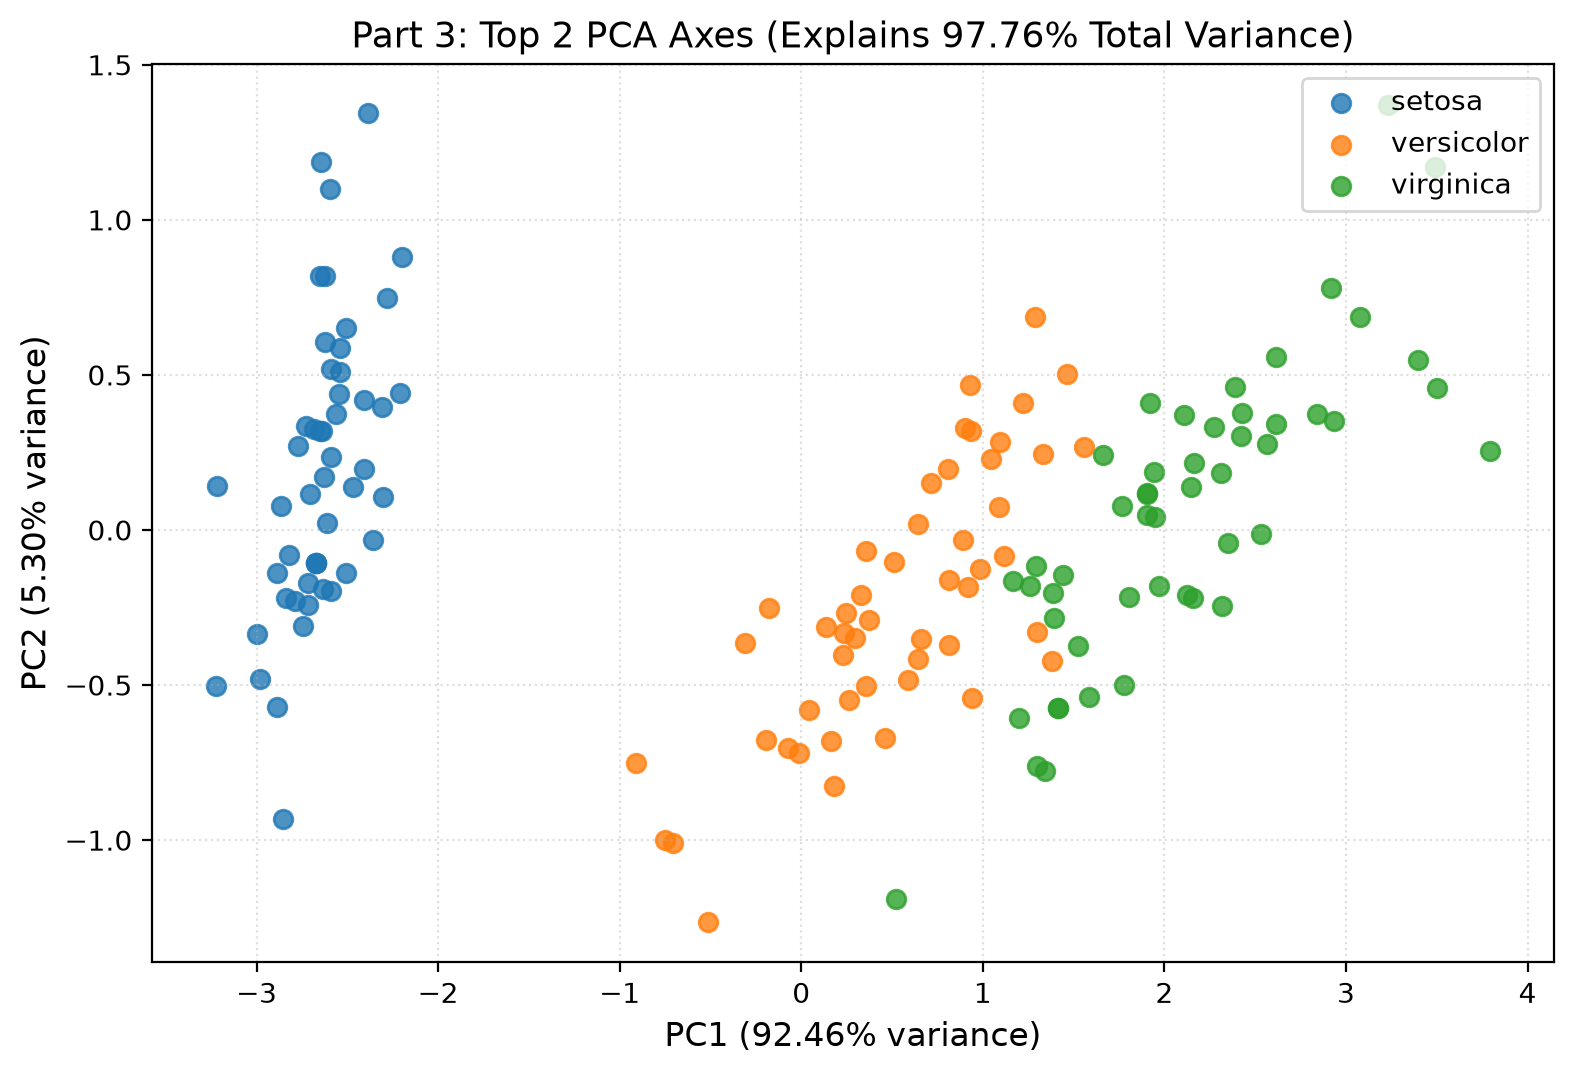 Part 3: Top 2 PCA Axes (Explains 97.76% Total Variance)
setosa
versicolor
virginica
1.5
1.0
0.5
0.0
−0.5
−1.0
PC2 (5.30% variance)
−3
−2
−1
0
1
2
3
4
PC1 (92.46% variance)